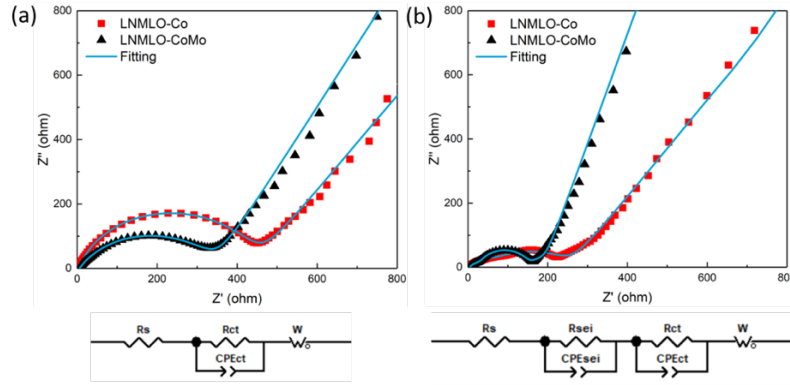 (a)
LNMLO-Co
LNMLO-CoMo
Fitting
Z'' (ohm)
800
600
400
200
0
0 200 400 600 800
Z' (ohm)
Rs Rct W
CPEct
(b)
LNMLO-Co
LNMLO-CoMo
Fitting
Z'' (ohm)
800
600
400
200
0
0 200 400 600 800
Z' (ohm)
Rs Rsei Rct W
CPEsei CPEct